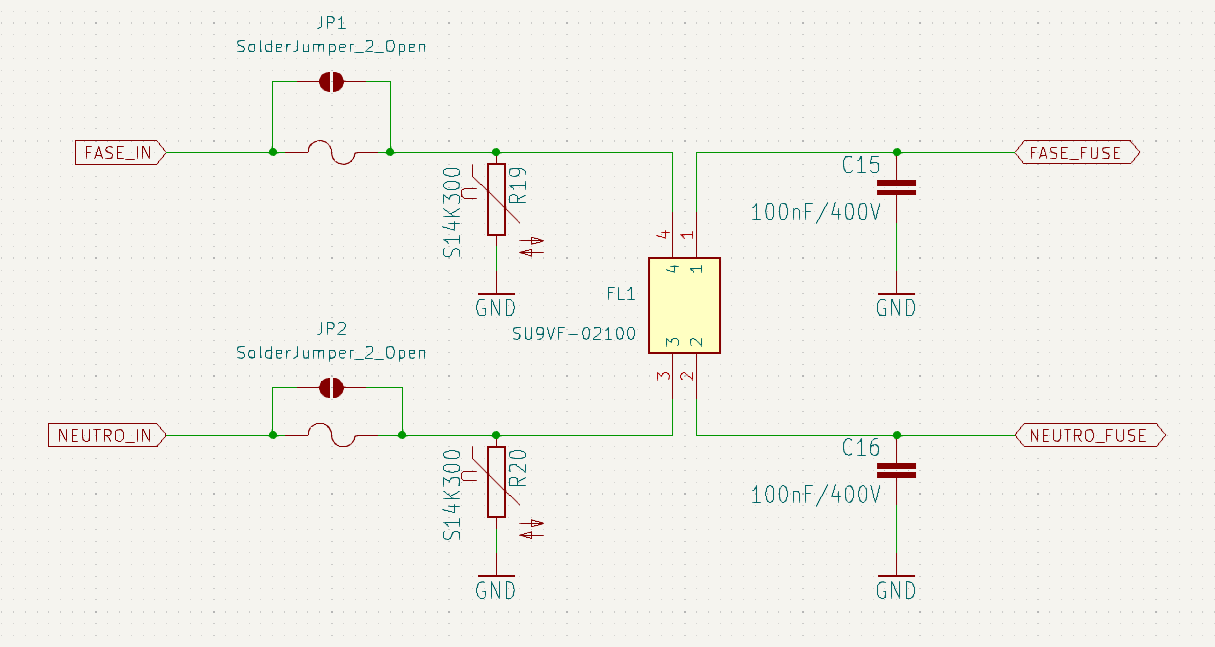 JP1
SolderJumper_2_Open
FASE_IN
S14K300
U
R19
GND
4
1
4
1
FL1
SU9VF-02100
3
2
3
2
C15
100nF/400V
GND
FASE_FUSE
JP2
SolderJumper_2_Open
NEUTRO_IN
S14K300
U
R20
GND
C16
100nF/400V
GND
NEUTRO_FUSE